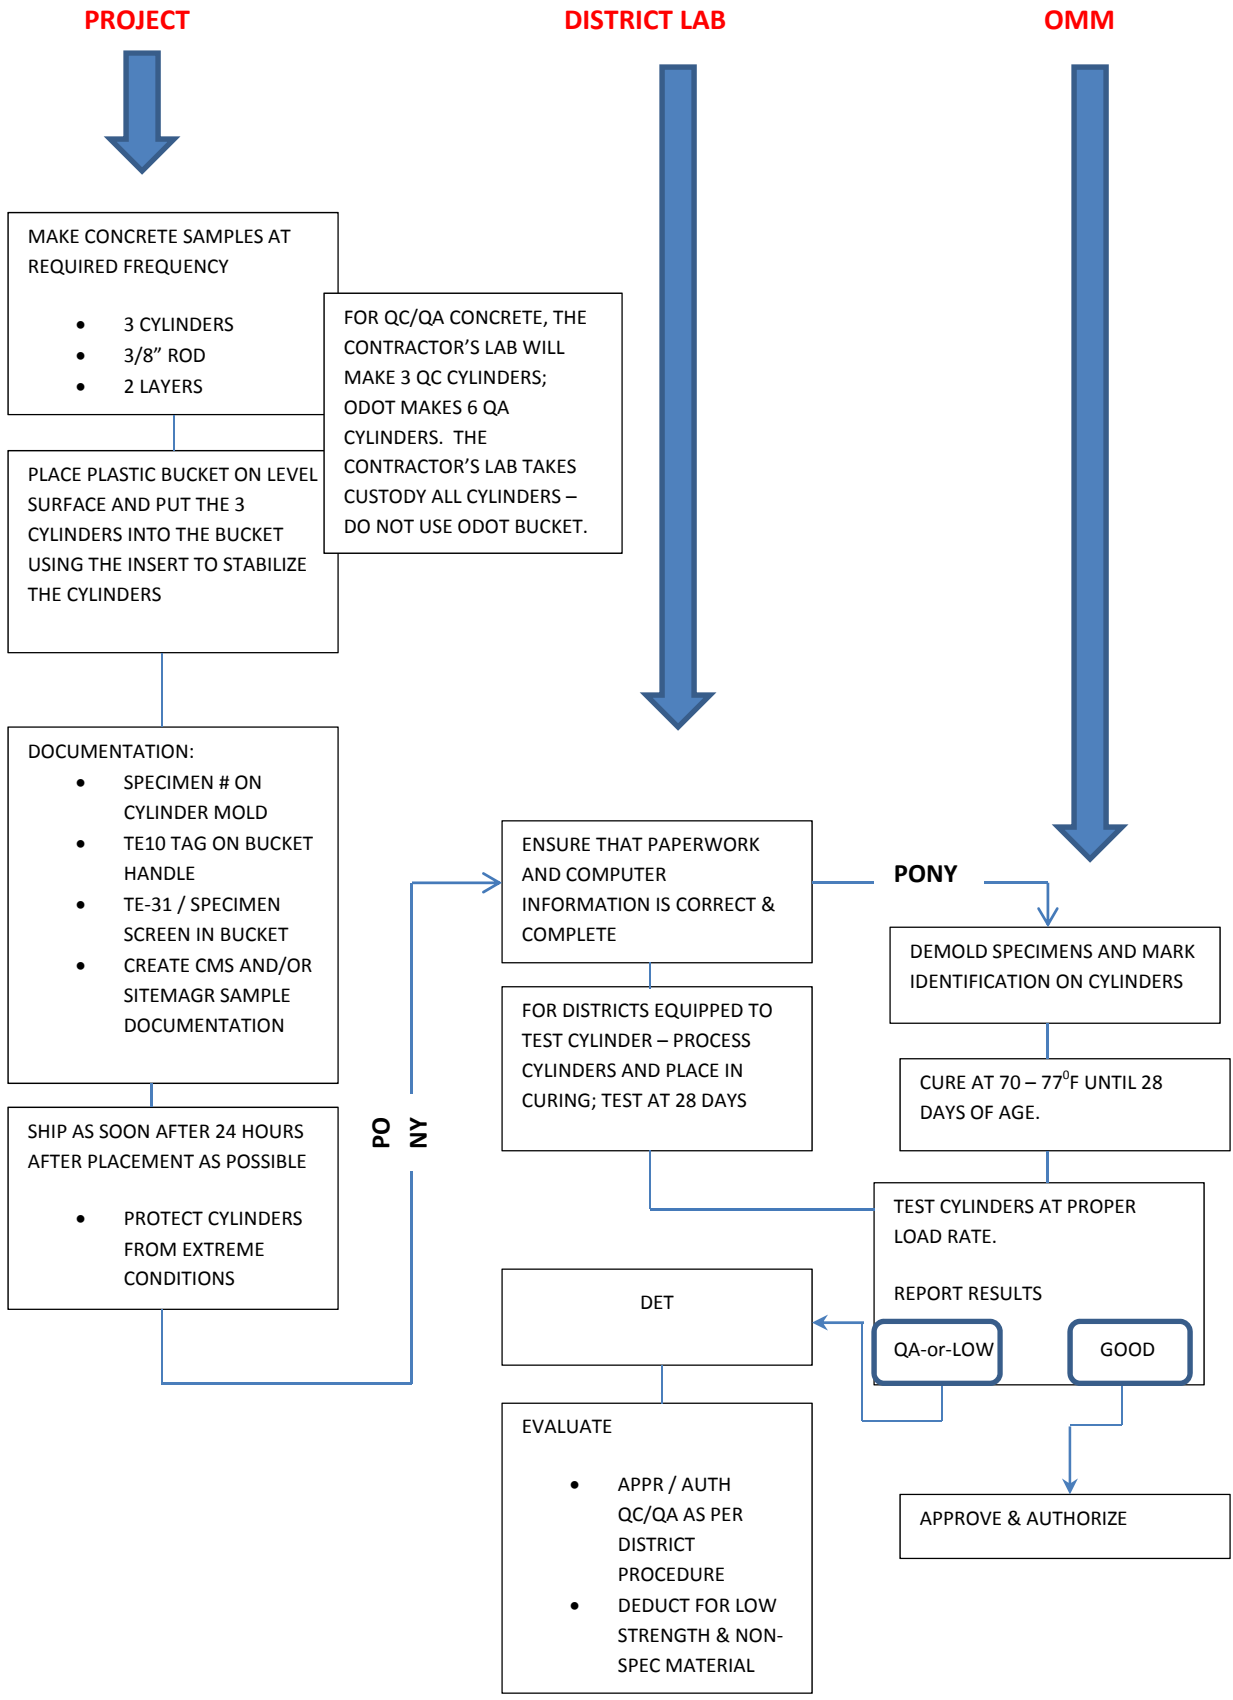 PROJECT
DISTRICT LAB
OMM
MAKE CONCRETE SAMPLES AT
REQUIRED FREQUENCY
• 3 CYLINDERS
• 3/8” ROD
• 2 LAYERS
FOR QC/QA CONCRETE, THE
CONTRACTOR’S LAB WILL
MAKE 3 QC CYLINDERS;
ODOT MAKES 6 QA
CYLINDERS. THE
CONTRACTOR’S LAB TAKES
CUSTODY ALL CYLINDERS –
DO NOT USE ODOT BUCKET.
PLACE PLASTIC BUCKET ON LEVEL
SURFACE AND PUT THE 3
CYLINDERS INTO THE BUCKET
USING THE INSERT TO STABILIZE
THE CYLINDERS
DOCUMENTATION:
• SPECIMEN # ON
CYLINDER MOLD
• TE10 TAG ON BUCKET
HANDLE
• TE-31 / SPECIMEN
SCREEN IN BUCKET
• CREATE CMS AND/OR
SITEMAGR SAMPLE
DOCUMENTATION
SHIP AS SOON AFTER 24 HOURS
AFTER PLACEMENT AS POSSIBLE
• PROTECT CYLINDERS
FROM EXTREME
CONDITIONS
PO
NY
ENSURE THAT PAPERWORK
AND COMPUTER
INFORMATION IS CORRECT &
COMPLETE
FOR DISTRICTS EQUIPPED TO
TEST CYLINDER – PROCESS
CYLINDERS AND PLACE IN
CURING; TEST AT 28 DAYS
PONY
DEMOLD SPECIMENS AND MARK
IDENTIFICATION ON CYLINDERS
CURE AT 70 – 77⁰F UNTIL 28
DAYS OF AGE.
TEST CYLINDERS AT PROPER
LOAD RATE.
REPORT RESULTS
QA-or-LOW
GOOD
DET
EVALUATE
• APPR / AUTH
QC/QA AS PER
DISTRICT
PROCEDURE
• DEDUCT FOR LOW
STRENGTH & NON-
SPEC MATERIAL
APPROVE & AUTHORIZE